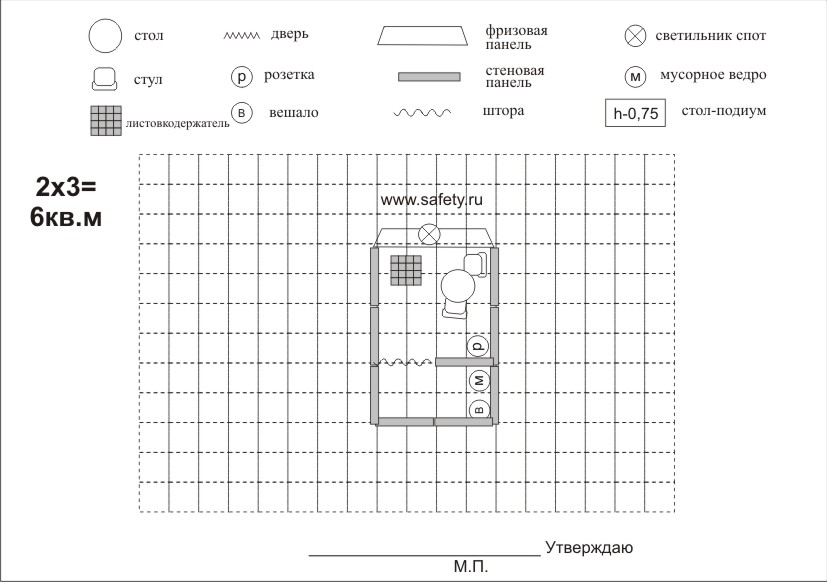 стол
дверь
фризовая
панель
светильник спот
стул
р
розетка
стеновая
панель
м
мусорное ведро
листовкодержатель
в
вешало
штора
h-0,75
стол-подиум
2х3=
6кв.м
www.safety.ru
р
м
в
Утверждаю
М.П.